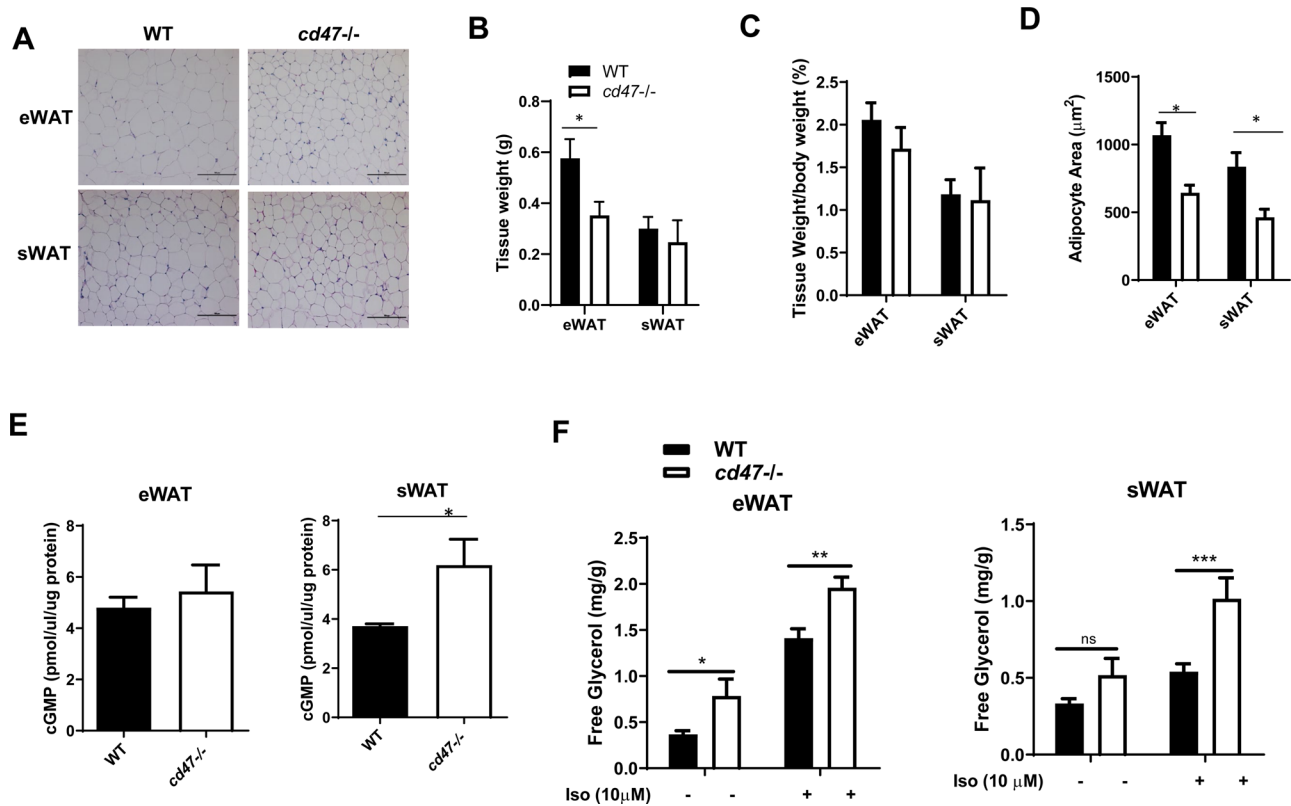 A
WT
cd47-/-
eWAT
sWAT
B
WT
cd47-/-
Tissue weight (g)
0.8
0.6
0.4
0.2
0.0
*
eWAT
sWAT
C
Tissue Weight/body weight (%)
2.5
2.0
1.5
1.0
0.5
0.0
eWAT
sWAT
D
Adipocyte Area (μm²)
1500
1000
500
0
*
*
eWAT
sWAT
E
eWAT
cGMP (pmol/ul/ug protein)
8
6
4
2
0
WT
cd47-/-
sWAT
cGMP (pmol/ul/ug protein)
8
6
4
2
0
*
WT
cd47-/-
F
WT
cd47-/-
eWAT
Free Glycerol (mg/g)
2.5
2.0
1.5
1.0
0.5
0.0
*
**
Iso (10μM) - - + +
sWAT
Free Glycerol (mg/g)
1.5
1.0
0.5
0.0
ns
***
Iso (10 μM) - - + +